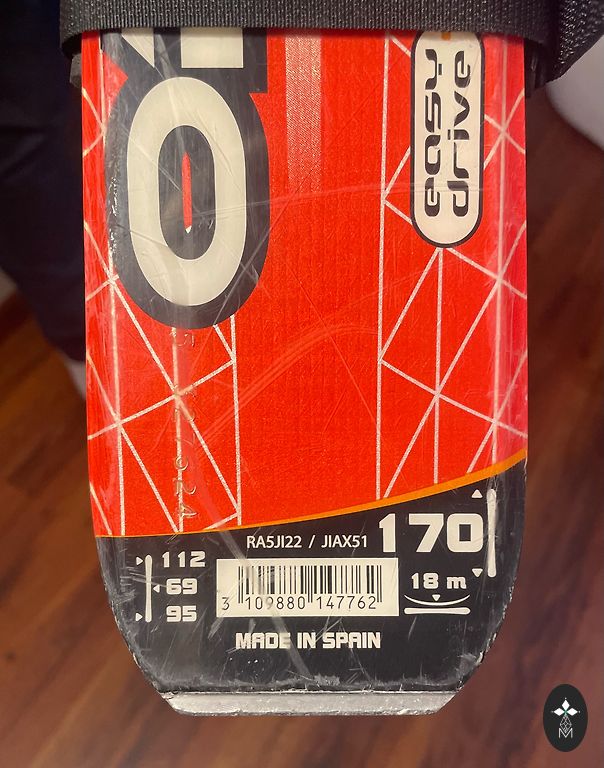 easy
drive
RA5JI22 / JIAX51
170
112
69
95
18 m
3 109880 147762
MADE IN SPAIN